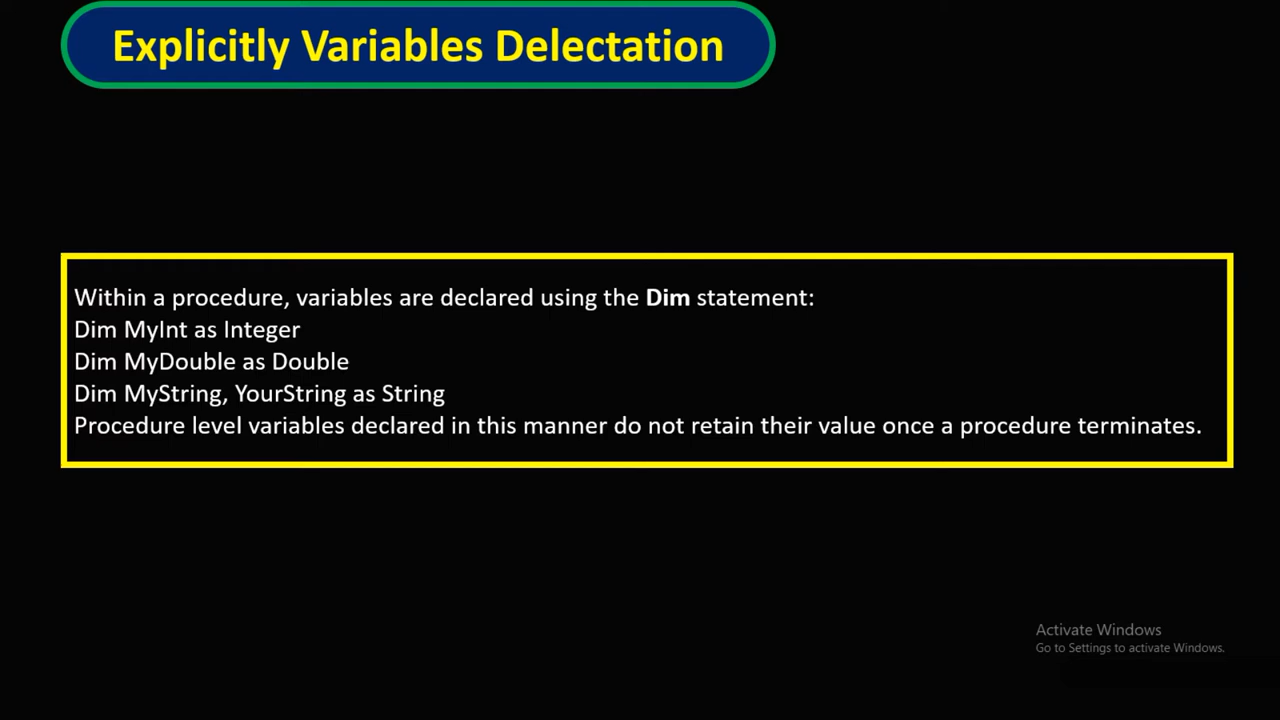 Explicitly Variables Delectation
Within a procedure, variables are declared using the Dim statement:
Dim MyInt as Integer
Dim MyDouble as Double
Dim MyString, YourString as String
Procedure level variables declared in this manner do not retain their value once a procedure terminates.
Activate Windows
Go to Settings to activate Windows.